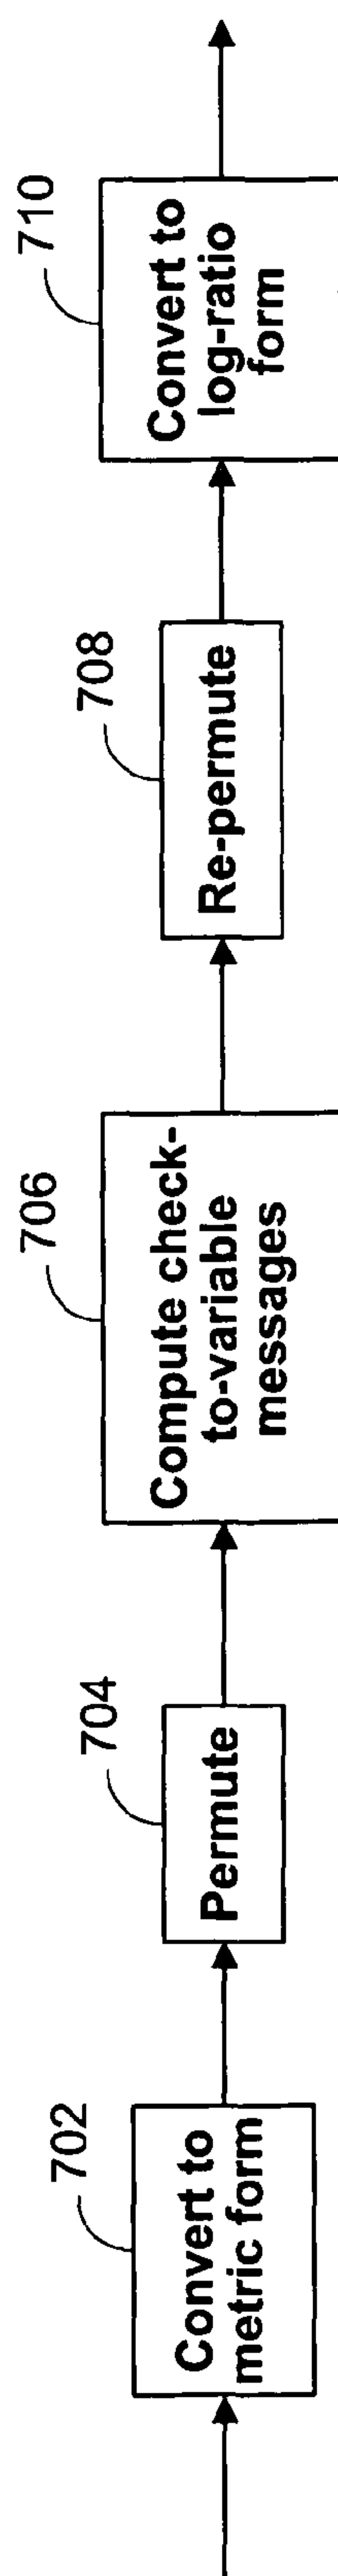 702
Convert to
metric form
704
Permute
706
Compute check-
to-variable
messages
708
Re-permute
710
Convert to
log-ratio
form